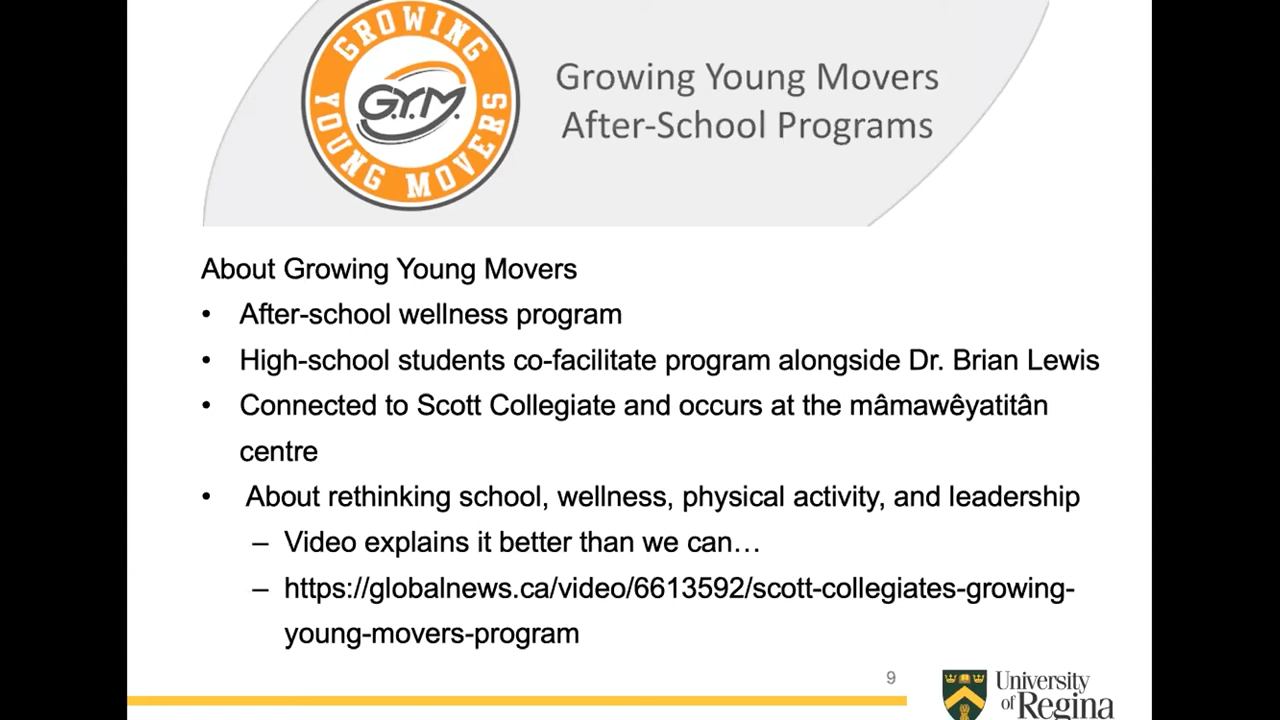 GROWING
G.Y.M.
YOUNG MOVERS
Growing Young Movers
After-School Programs
About Growing Young Movers
• After-school wellness program
• High-school students co-facilitate program alongside Dr. Brian Lewis
• Connected to Scott Collegiate and occurs at the mâmawêyatitân
centre
• About rethinking school, wellness, physical activity, and leadership
– Video explains it better than we can…
– https://globalnews.ca/video/6613592/scott-collegiates-growing-
young-movers-program
9
University
of Regina